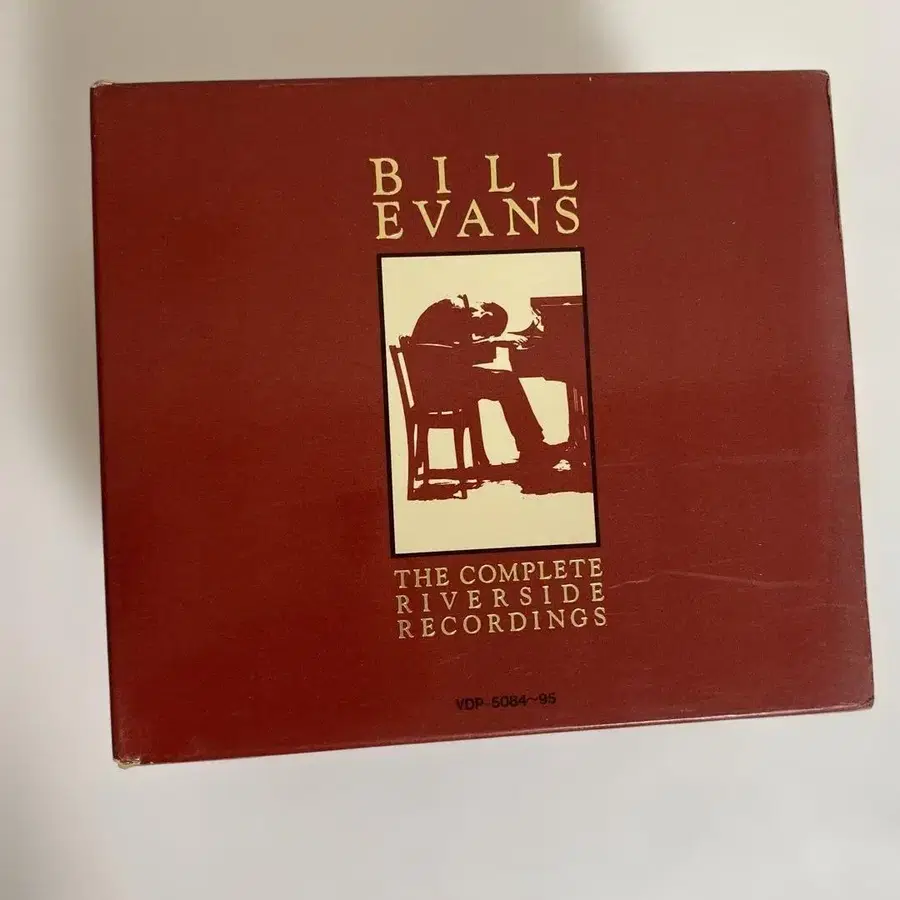 BILL
EVANS
THE COMPLETE
RIVERSIDE
RECORDINGS
VDP-5084~95